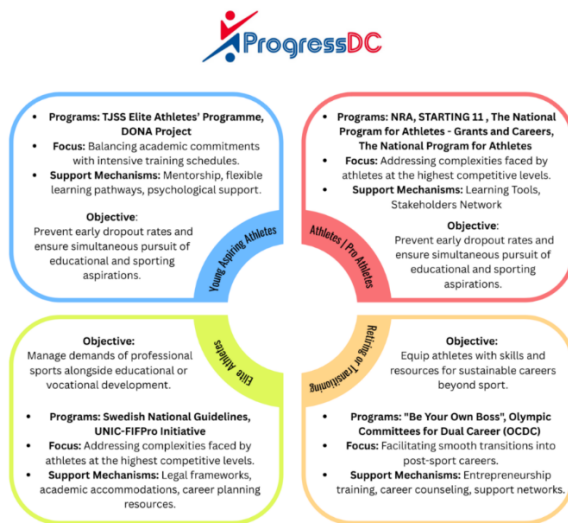 ProgressDC
Programs: TJSS Elite Athletes' Programme,
DONA Project
Focus: Balancing academic commitments
with intensive training schedules.
Support Mechanisms: Mentorship, flexible
learning pathways, psychological support.
Objective:
Prevent early dropout rates and
ensure simultaneous pursuit of
educational and sporting
aspirations.
Young Aspiring Athletes
Programs: NRA, STARTING 11 , The National
Program for Athletes - Grants and Careers,
The National Program for Athletes
Focus: Addressing complexities faced by
athletes at the highest competitive levels.
Support Mechanisms: Learning Tools,
Stakeholders Network
Objective:
Prevent early dropout rates and
ensure simultaneous pursuit of
educational and sporting
aspirations.
Athletes | Pro Athletes
Objective:
Manage demands of professional
sports alongside educational or
vocational development.
Elite Athletes
Programs: Swedish National Guidelines,
UNIC-FIFPro Initiative
Focus: Addressing complexities faced by
athletes at the highest competitive levels.
Support Mechanisms: Legal frameworks,
academic accommodations, career planning
resources.
Objective:
Equip athletes with skills and
resources for sustainable careers
beyond sport.
Retiring or Transitioning
Programs: "Be Your Own Boss", Olympic
Committees for Dual Career (OCDC)
Focus: Facilitating smooth transitions into
post-sport careers.
Support Mechanisms: Entrepreneurship
training, career counseling, support networks.